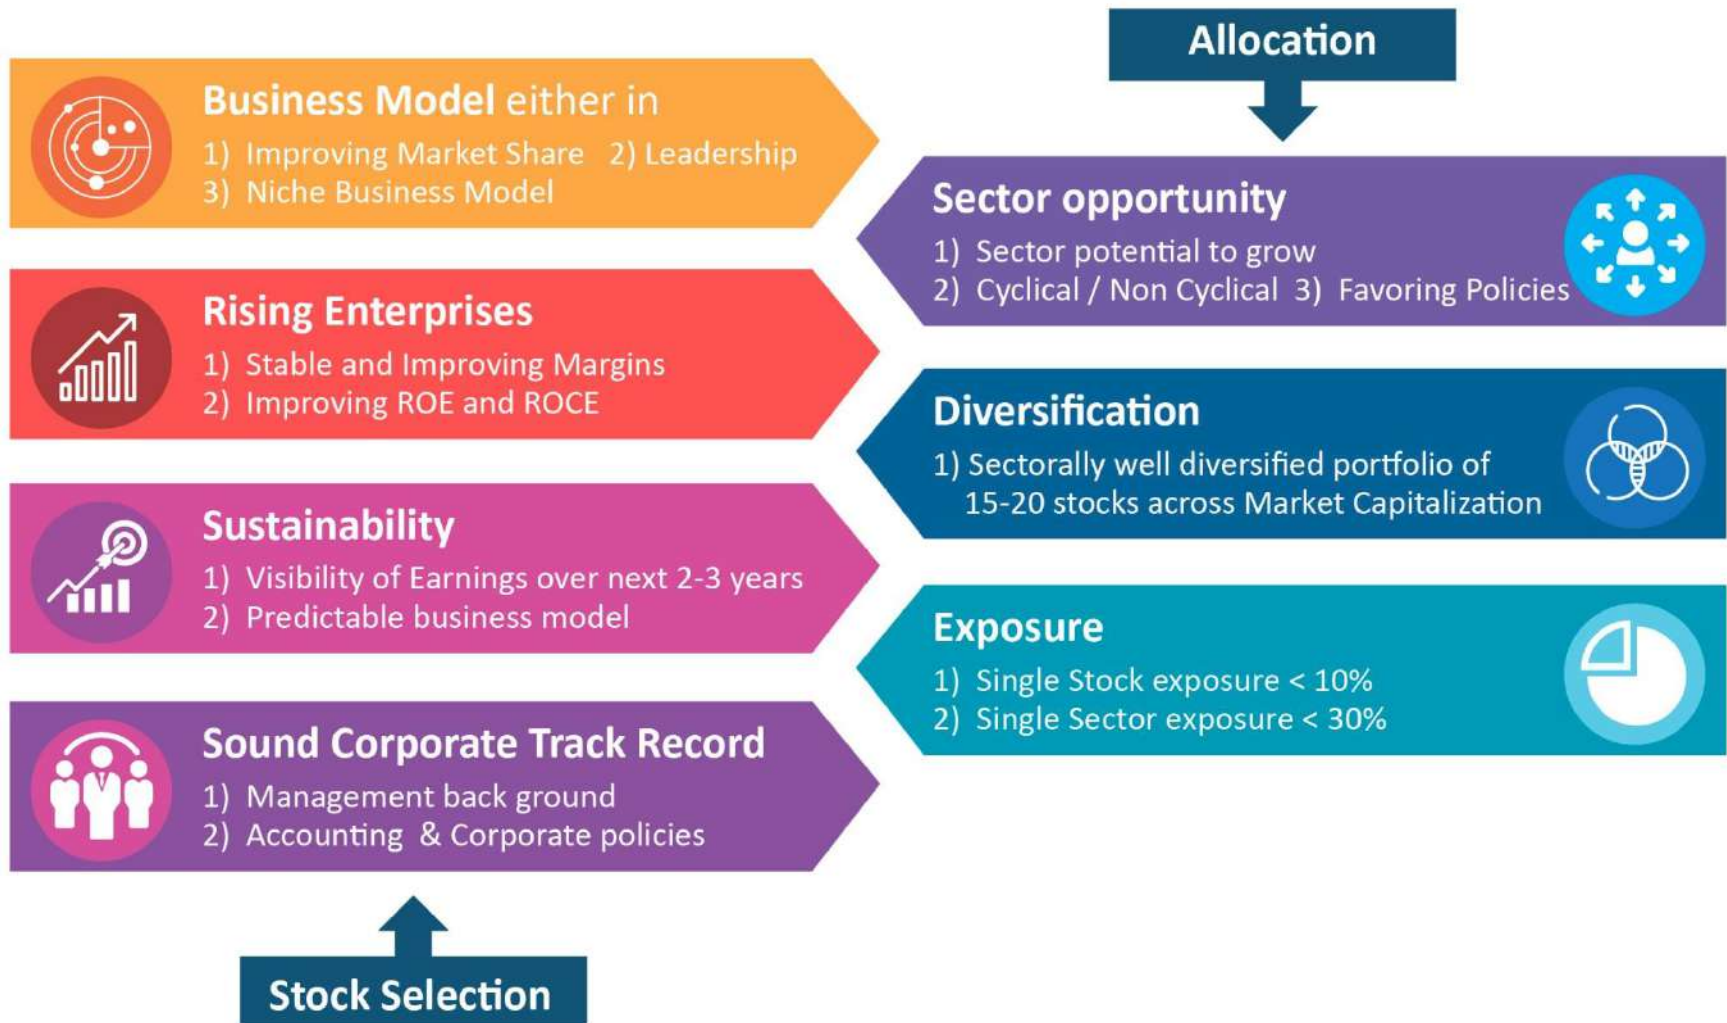 Business Model either in
1) Improving Market Share 2) Leadership
3) Niche Business Model
Rising Enterprises
1) Stable and Improving Margins
2) Improving ROE and ROCE
Sustainability
1) Visibility of Earnings over next 2-3 years
2) Predictable business model
Sound Corporate Track Record
1) Management back ground
2) Accounting & Corporate policies
Stock Selection
Allocation
Sector opportunity
1) Sector potential to grow
2) Cyclical / Non Cyclical 3) Favoring Policies
Diversification
1) Sectorally well diversified portfolio of
15-20 stocks across Market Capitalization
Exposure
1) Single Stock exposure < 10%
2) Single Sector exposure < 30%